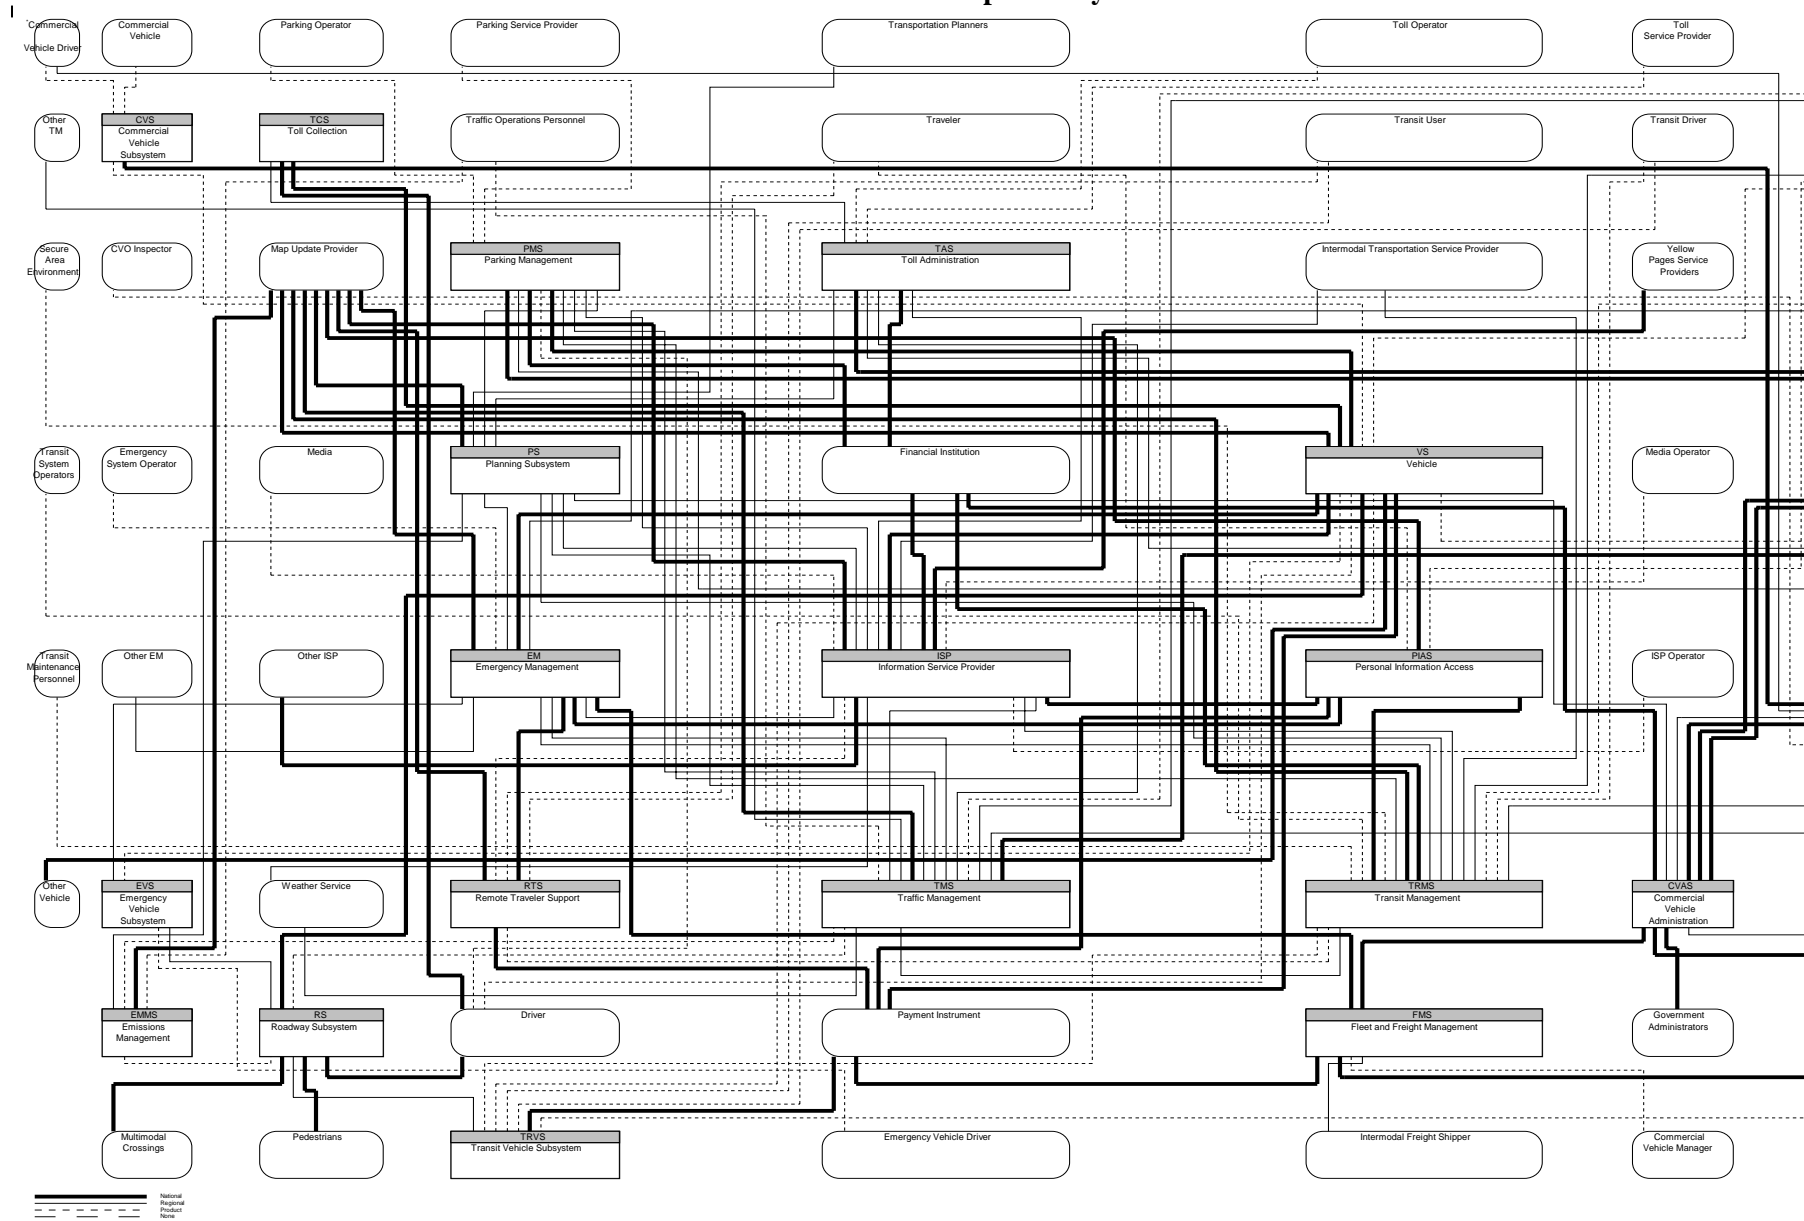 Commercial
Vehicle Driver
Commercial
Vehicle
Parking Operator
Parking Service Provider
Transportation Planners
Toll Operator
Toll
Service Provider
Other
TM
CVS
Commercial
Vehicle
Subsystem
TCS
Toll Collection
Traffic Operations Personnel
Traveler
Transit User
Transit Driver
Secure
Area
Environment
CVO Inspector
Map Update Provider
PMS
Parking Management
TAS
Toll Administration
Intermodal Transportation Service Provider
Yellow
Pages Service
Providers
Transit
System
Operators
Emergency
System Operator
Media
PS
Planning Subsystem
Financial Institution
VS
Vehicle
Media Operator
Transit
Maintenance
Personnel
Other EM
Other ISP
EM
Emergency Management
ISP
Information Service Provider
PIAS
Personal Information Access
ISP Operator
Other
Vehicle
EVS
Emergency
Vehicle
Subsystem
Weather Service
RTS
Remote Traveler Support
TMS
Traffic Management
TRMS
Transit Management
CVAS
Commercial
Vehicle
Administration
EMMS
Emissions
Management
RS
Roadway Subsystem
Driver
Payment Instrument
FMS
Fleet and Freight Management
Government
Administrators
Multimodal
Crossings
Pedestrians
TRVS
Transit Vehicle Subsystem
Emergency Vehicle Driver
Intermodal Freight Shipper
Commercial
Vehicle Manager
National
Regional
Product
None